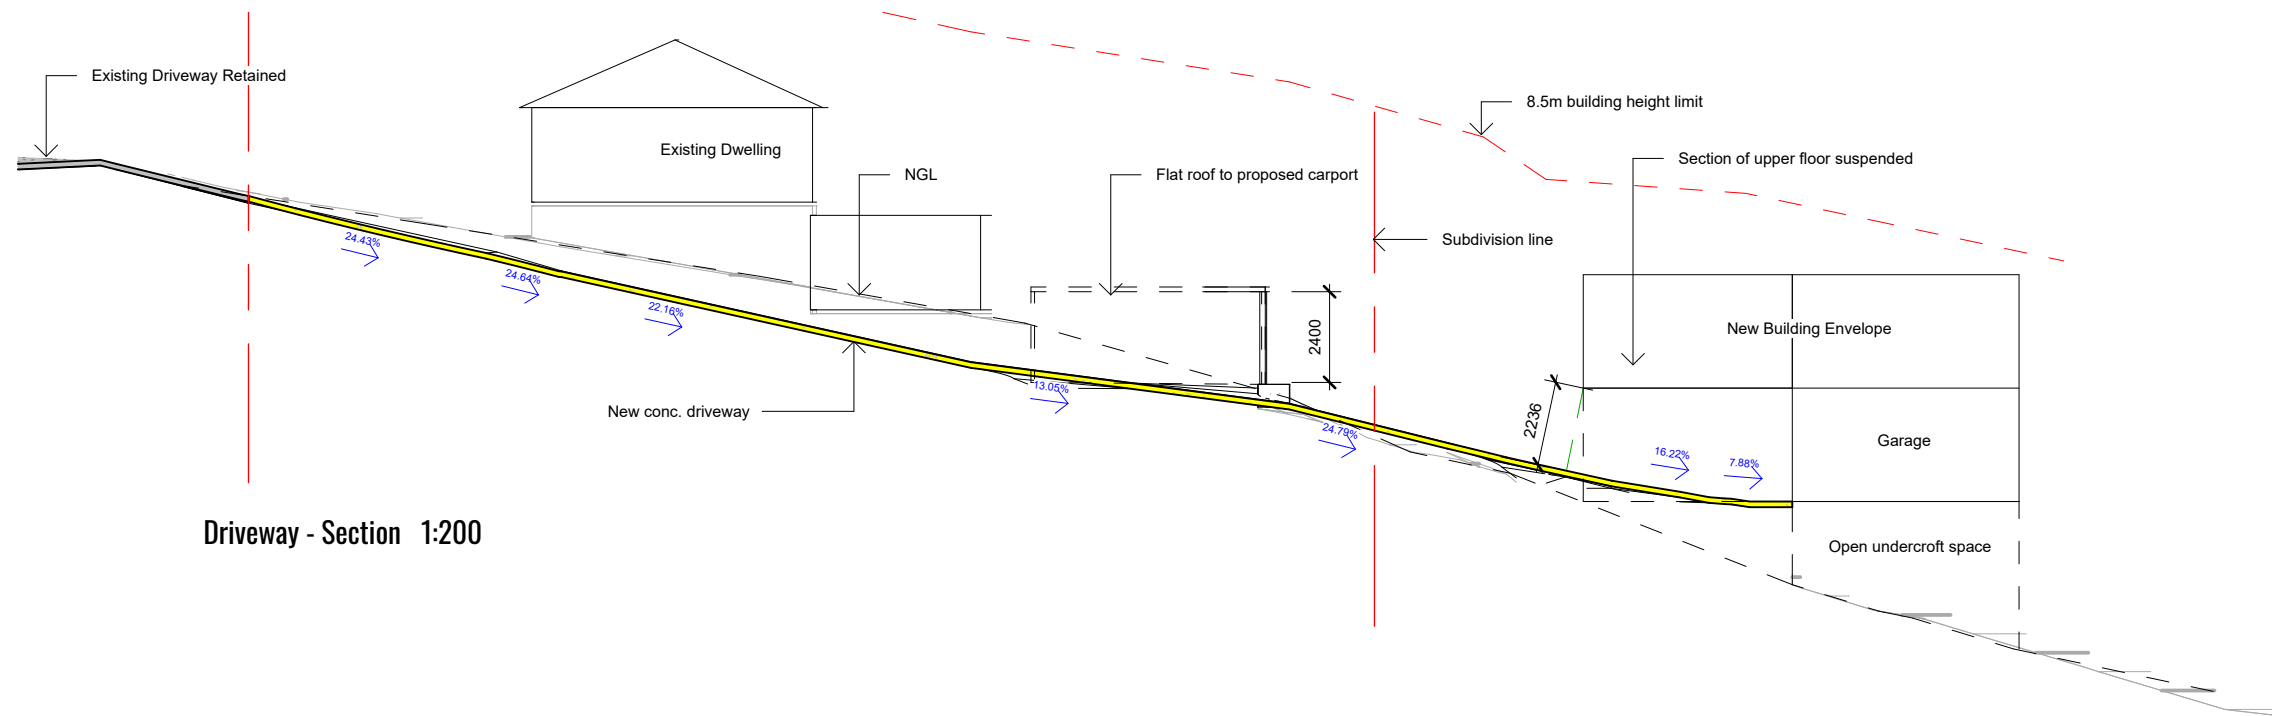 Existing Driveway Retained
8.5m building height limit
Existing Dwelling
Section of upper floor suspended
NGL
Flat roof to proposed carport
Subdivision line
24.43%
24.64%
22.16%
2400
New Building Envelope
13.05%
New conc. driveway
24.79%
2236
Garage
16.22%
7.88%
Driveway - Section 1:200
Open undercroft space